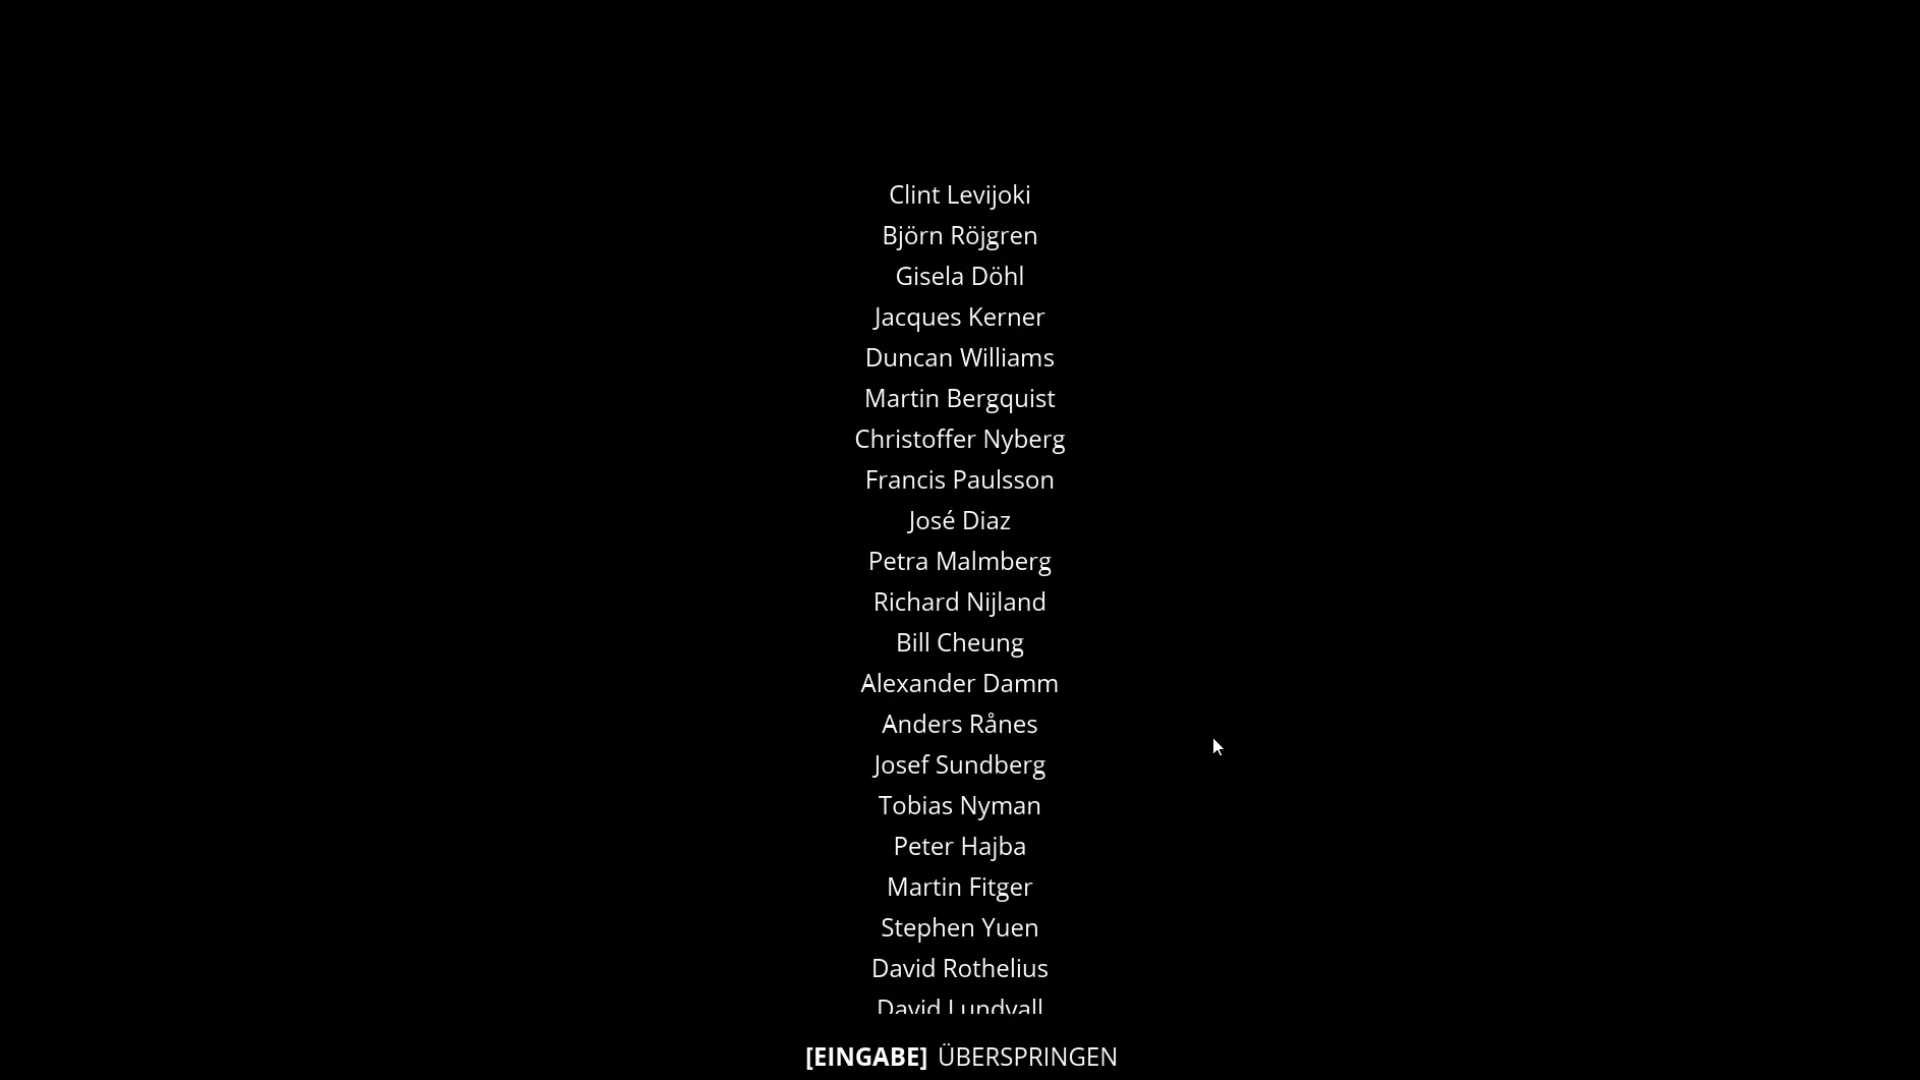 Clint Levijoki
Björn Röjgren
Gisela Döhl
Jacques Kerner
Duncan Williams
Martin Bergquist
Christoffer Nyberg
Francis Paulsson
José Diaz
Petra Malmberg
Richard Nijland
Bill Cheung
Alexander Damm
Anders Rånes
Josef Sundberg
Tobias Nyman
Peter Hajba
Martin Fitger
Stephen Yuen
David Rothelius
David Lundvall
[EINGABE] ÜBERSPRINGEN